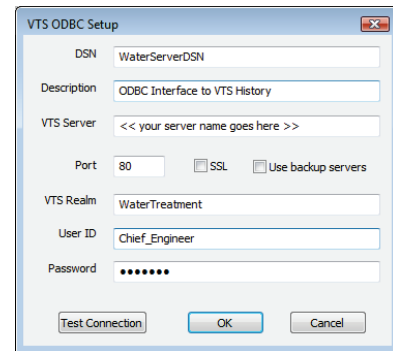 VTS ODBC Setup
DSN WaterServerDSN
Description ODBC Interface to VTS History
VTS Server << your server name goes here >>
Port 80 SSL Use backup servers
VTS Realm WaterTreatment
User ID Chief_Engineer
Password •••••••
Test Connection OK Cancel